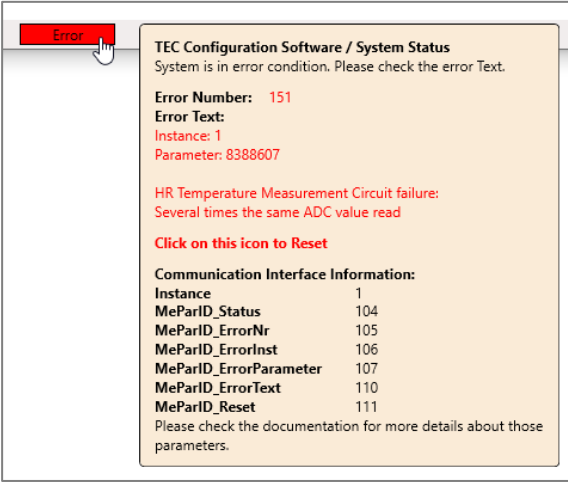 Error
TEC Configuration Software / System Status
System is in error condition. Please check the error Text.
Error Number: 151
Error Text:
Instance: 1
Parameter: 8388607
HR Temperature Measurement Circuit failure:
Several times the same ADC value read
Click on this icon to Reset
Communication Interface Information:
Instance 1
MeParID_Status 104
MeParID_ErrorNr 105
MeParID_ErrorInst 106
MeParID_ErrorParameter 107
MeParID_ErrorText 110
MeParID_Reset 111
Please check the documentation for more details about those
parameters.